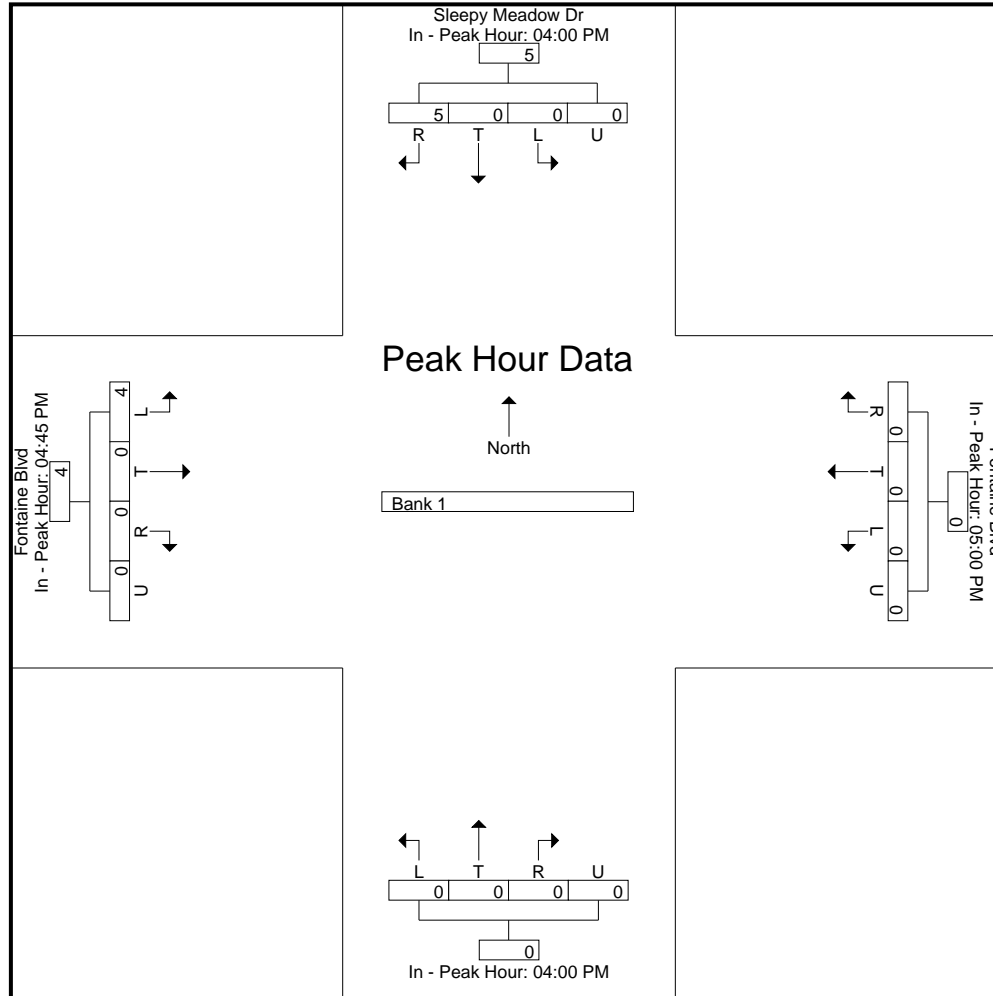 Sleepy Meadow Dr
In - Peak Hour: 04:00 PM
5
5 0 0 0
R T L U
Peak Hour Data
North
Bank 1
Fontaine Blvd
In - Peak Hour: 04:45 PM
4
4 0 0 0
L T R U
In - Peak Hour: 05:00 PM
0
0 0 0 0
R T L U
L T R U
0 0 0 0
0
In - Peak Hour: 04:00 PM